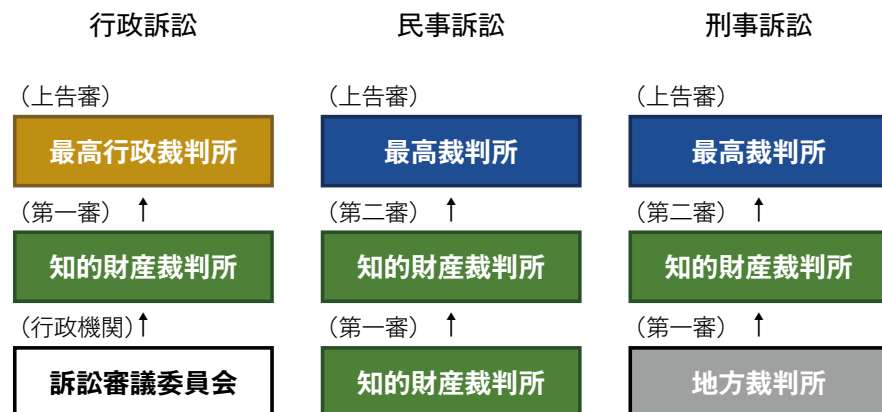 行政訴訟
(上告審)
最高行政裁判所
(第一審) ↑
知的財産裁判所
(行政機関)↑
訴訟審議委員会
民事訴訟
(上告審)
最高裁判所
(第二審) ↑
知的財産裁判所
(第一審) ↑
知的財産裁判所
刑事訴訟
(上告審)
最高裁判所
(第二審) ↑
知的財産裁判所
(第一審) ↑
地方裁判所